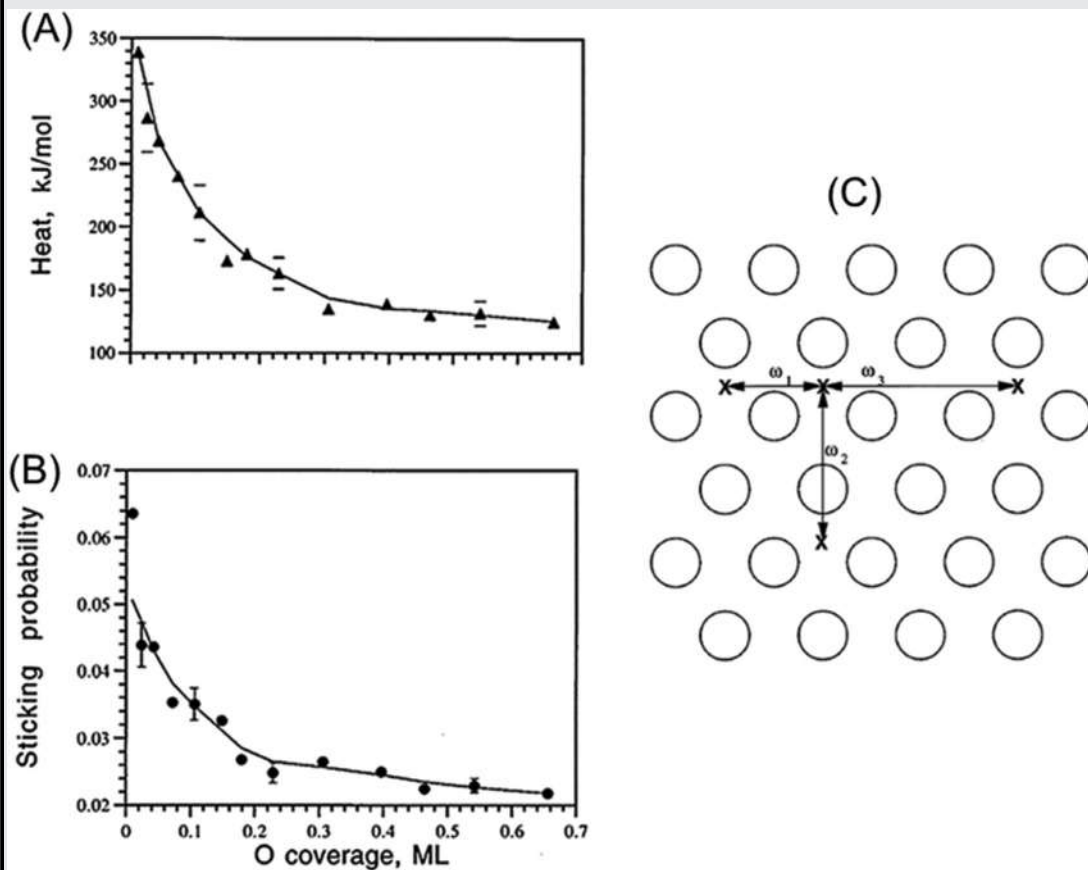 (A)
350
300
250
200
150
100
Heat, kJ/mol
(B)
0.07
0.06
0.05
0.04
0.03
0.02
Sticking probability
0 0.1 0.2 0.3 0.4 0.5 0.6 0.7
O coverage, ML
(C)
x ω1 x ω3 x
ω2
x